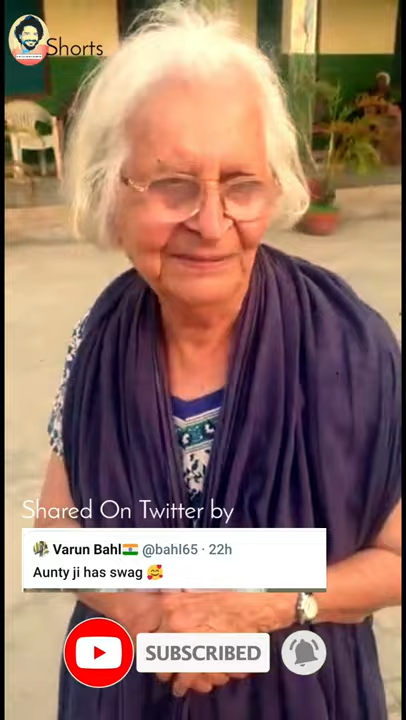 Shorts
Shared On Twitter by
Varun Bahl🇮🇳 @bahl65 · 22h
Aunty ji has swag 🥰
SUBSCRIBED